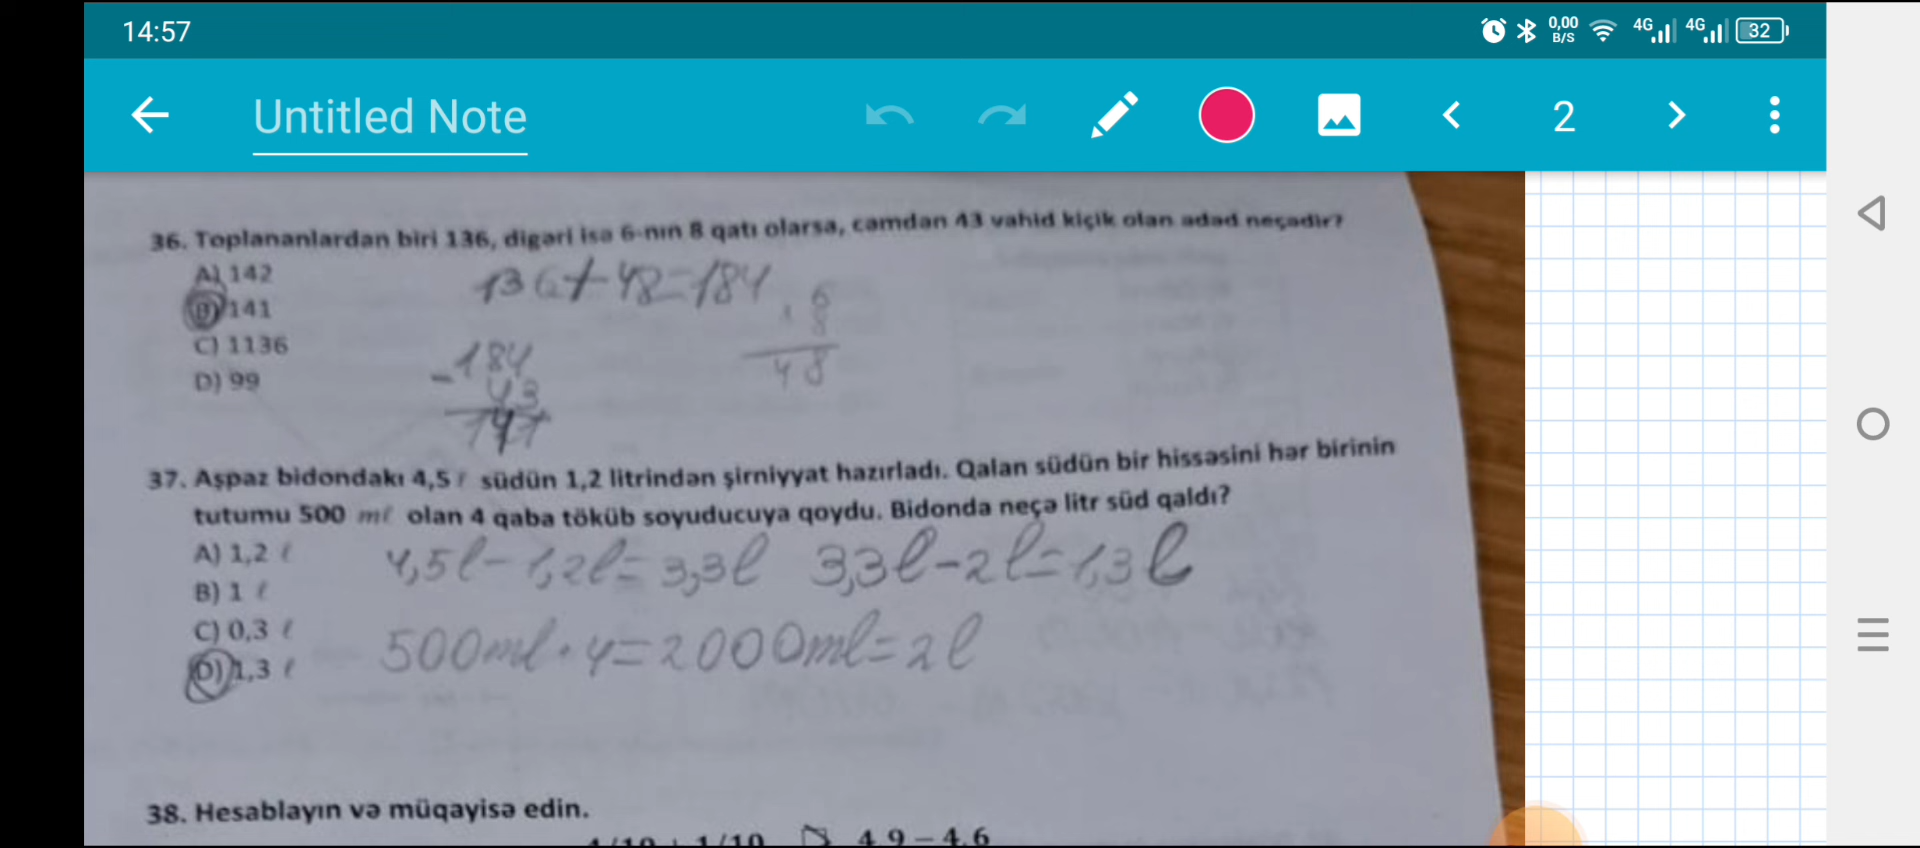 14:57
0,00 B/S 4G 4G 32
Untitled Note
2
36. Toplananlardan biri 136, digəri isə 6-nın 8 qatı olarsa, cəmdən 43 vahid kiçik olan ədəd neçədir?
A) 142
136+48=184
6
B) 141
× 8
C) 1136
-184
48
D) 99
43
141
37. Aşpaz bidondakı 4,5 ℓ südün 1,2 litrindən şirniyyat hazırladı. Qalan südün bir hissəsini hər birinin
tutumu 500 mℓ olan 4 qaba töküb soyuducuya qoydu. Bidonda neçə litr süd qaldı?
A) 1,2 ℓ
4,5l-1,2l=3,3l 3,3l-2l=1,3l
B) 1 ℓ
C) 0,3 ℓ
500ml·4=2000ml=2l
D) 1,3 ℓ
38. Hesablayın və müqayisə edin.
4,9 – 4,6